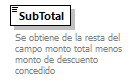 SubTotal
Se obtiene de la resta del
campo monto total menos
monto de descuento
concedido